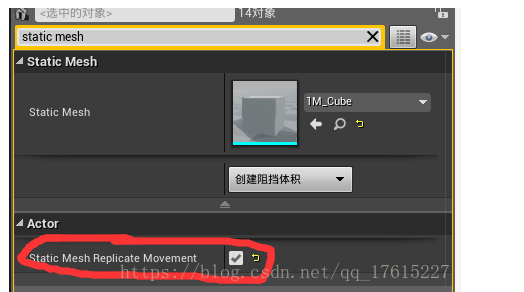 <选中的对象> 14对象
static mesh
Static Mesh
Static Mesh
1M_Cube
创建阻挡体积
Actor
Static Mesh Replicate Movement
https://blog.csdn.net/qq_17615227